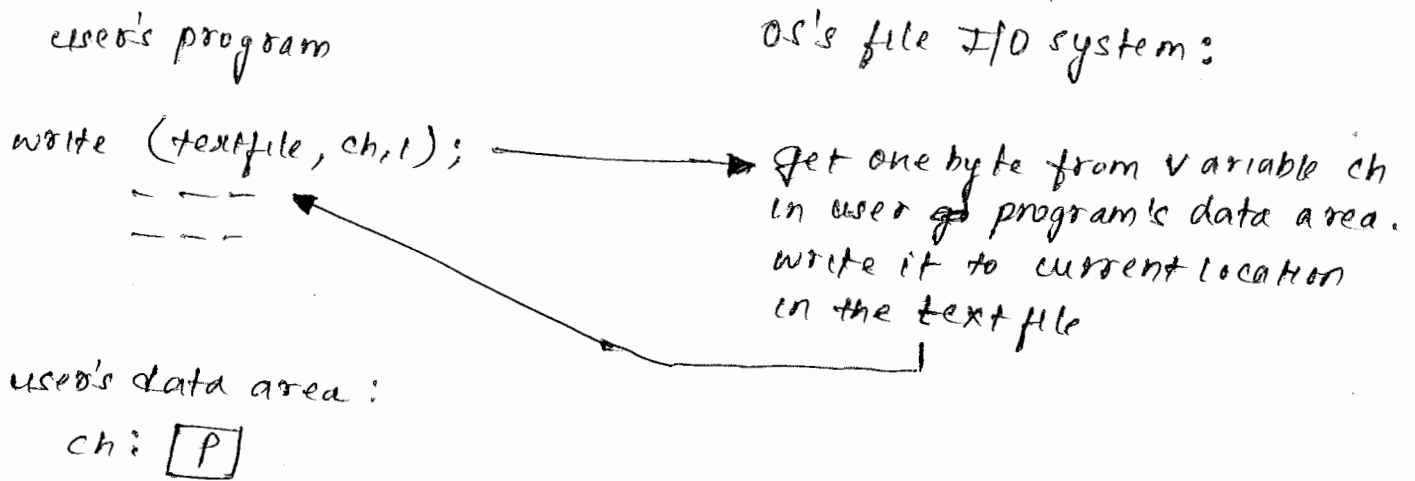 user's program
OS's file I/O system:
write (textfile, ch,1);
get one byte from variable ch
in user program's data area.
write it to current location
in the text file
user's data area:
ch: P